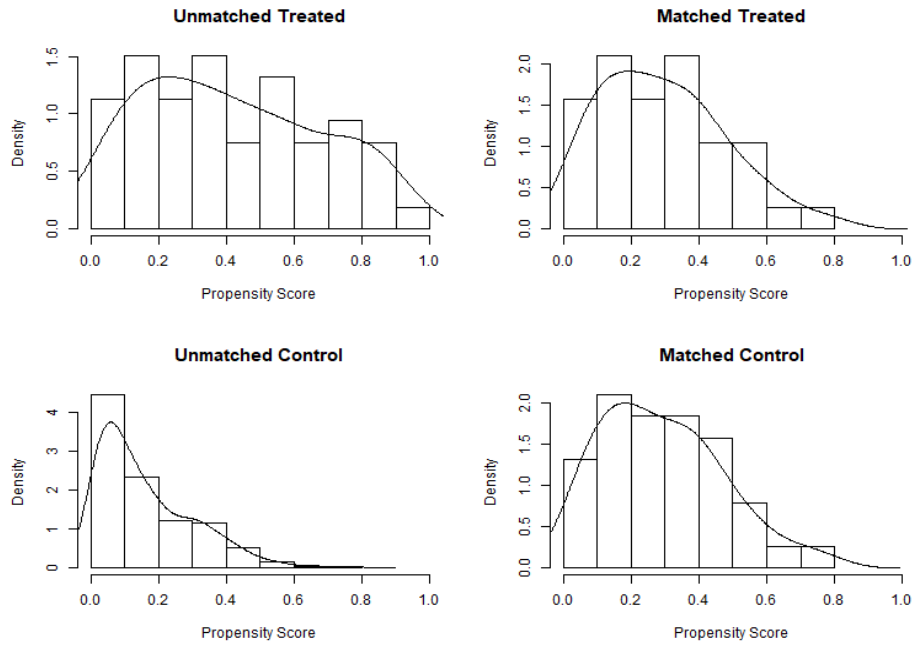 Unmatched Treated
Density
0.0 0.5 1.0 1.5
0.0 0.2 0.4 0.6 0.8 1.0
Propensity Score
Matched Treated
Density
0.0 0.5 1.0 1.5 2.0
0.0 0.2 0.4 0.6 0.8 1.0
Propensity Score
Unmatched Control
Density
0 1 2 3 4
0.0 0.2 0.4 0.6 0.8 1.0
Propensity Score
Matched Control
Density
0.0 0.5 1.0 1.5 2.0
0.0 0.2 0.4 0.6 0.8 1.0
Propensity Score